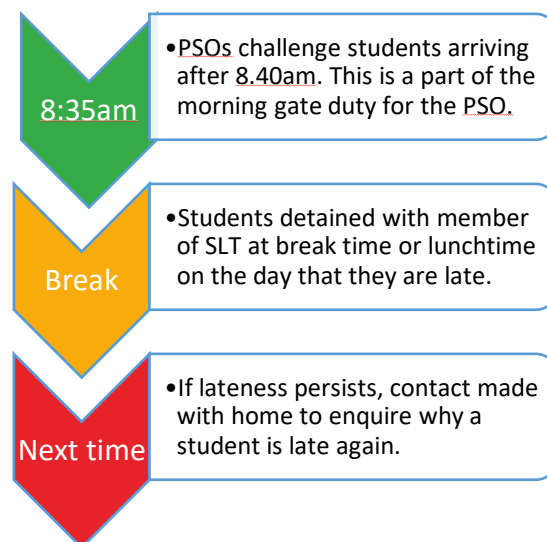 8:35am
•PSOs challenge students arriving
after 8.40am. This is a part of the
morning gate duty for the PSO.
Break
•Students detained with member
of SLT at break time or lunchtime
on the day that they are late.
Next time
•If lateness persists, contact made
with home to enquire why a
student is late again.